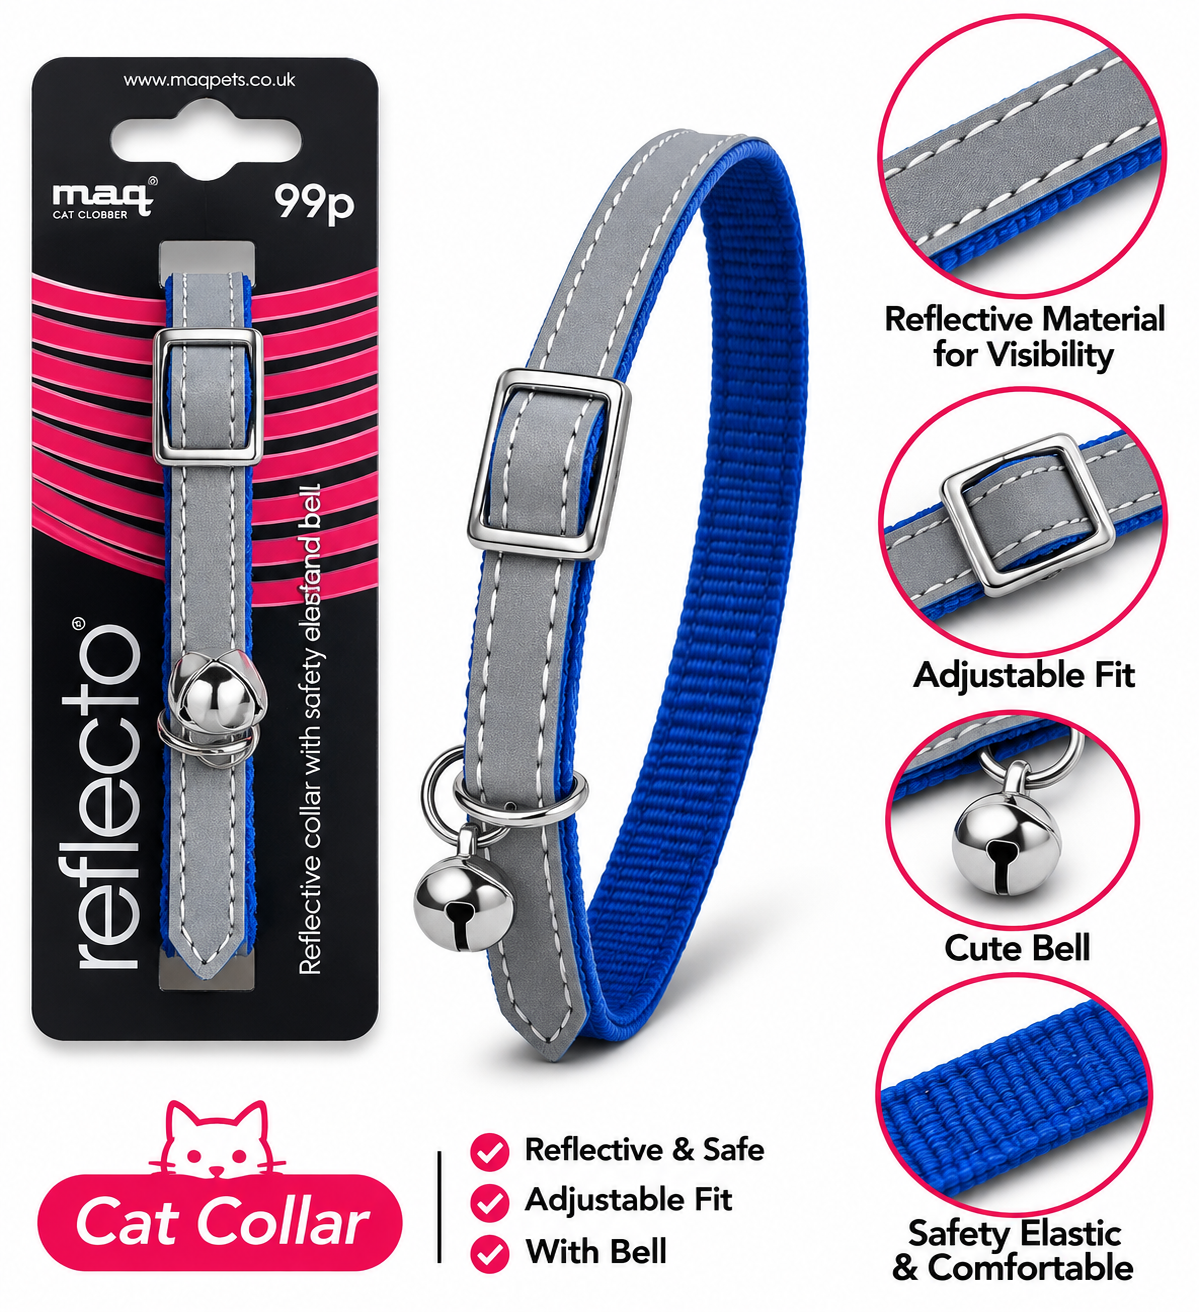 www.maqpets.co.uk
maq®
CAT CLOBBER
99p
reflecto®
Reflective collar with safety elasfand bell.
Reflective Material
for Visibility
Adjustable Fit
Cute Bell
Safety Elastic
& Comfortable
Cat Collar
Reflective & Safe
Adjustable Fit
With Bell